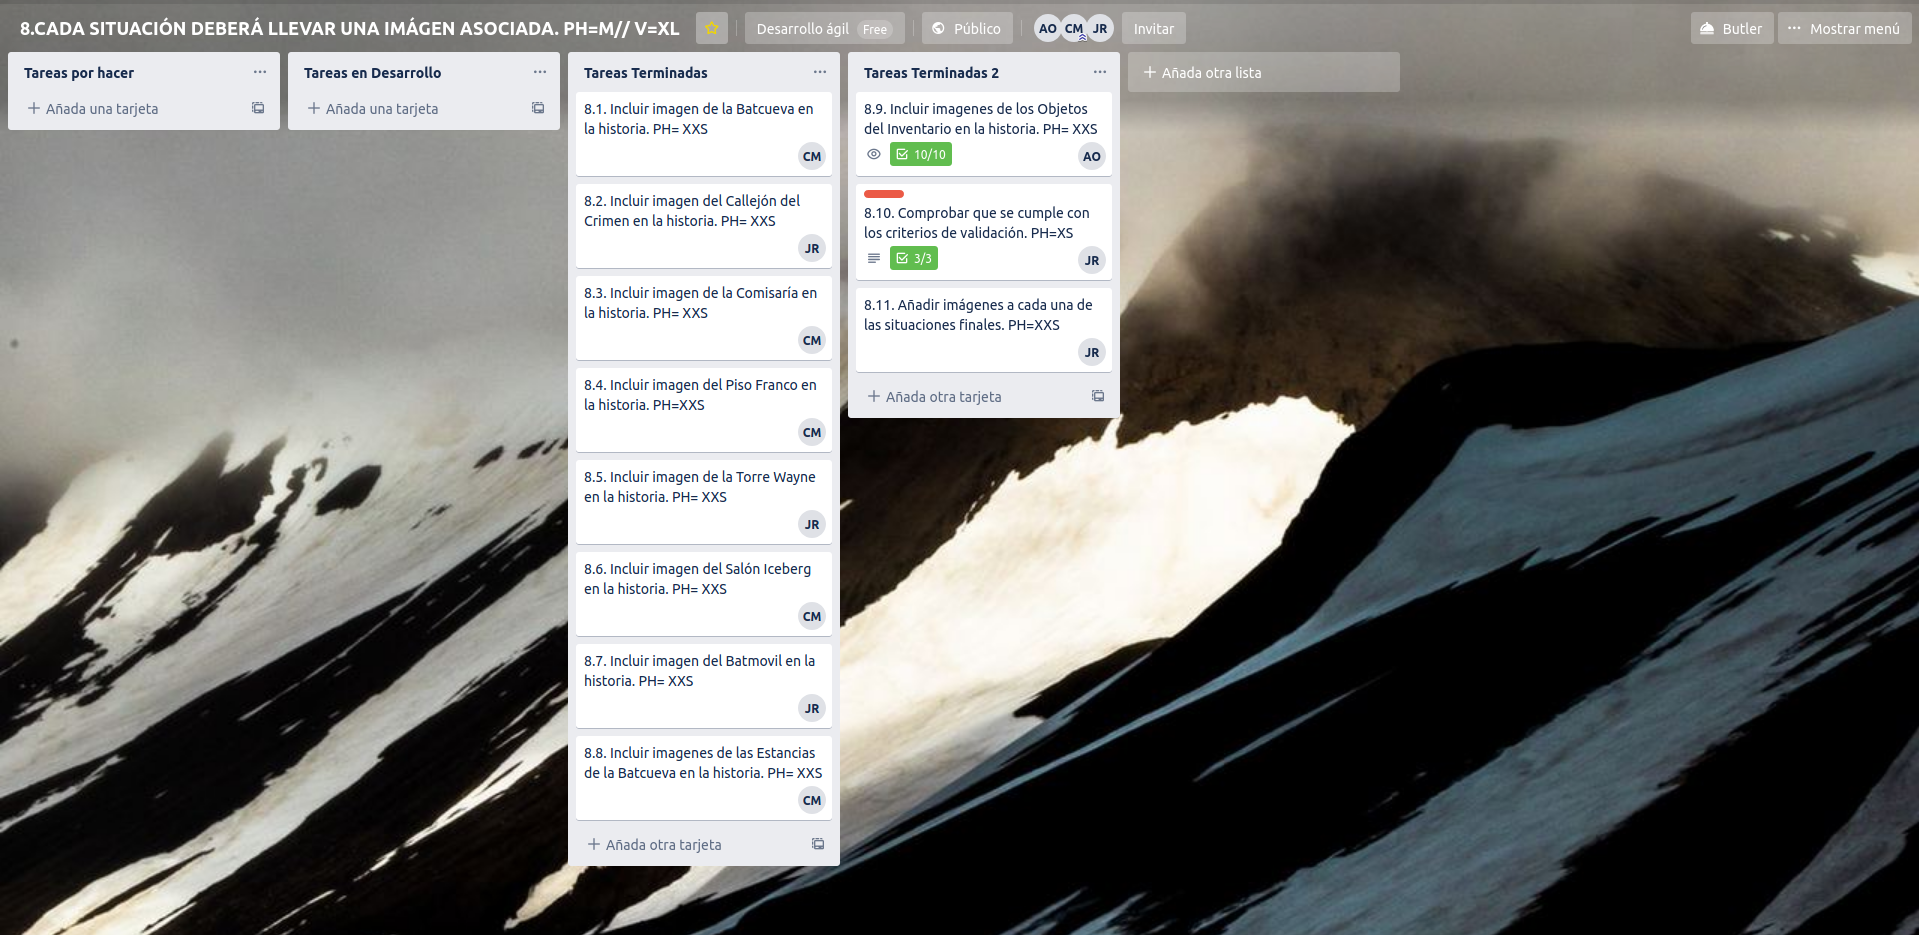 8.CADA SITUACIÓN DEBERÁ LLEVAR UNA IMÁGEN ASOCIADA. PH=M// V=XL
Desarrollo ágil Free
Público
AO CM JR
Invitar
Butler
Mostrar menú
Tareas por hacer
Añada una tarjeta
Tareas en Desarrollo
Añada una tarjeta
Tareas Terminadas
8.1. Incluir imagen de la Batcueva en
la historia. PH= XXS
CM
8.2. Incluir imagen del Callejón del
Crimen en la historia. PH= XXS
JR
8.3. Incluir imagen de la Comisaría en
la historia. PH= XXS
CM
8.4. Incluir imagen del Piso Franco en
la historia. PH=XXS
CM
8.5. Incluir imagen de la Torre Wayne
en la historia. PH= XXS
JR
8.6. Incluir imagen del Salón Iceberg
en la historia. PH= XXS
CM
8.7. Incluir imagen del Batmovil en la
historia. PH= XXS
JR
8.8. Incluir imagenes de las Estancias
de la Batcueva en la historia. PH= XXS
CM
Añada otra tarjeta
Tareas Terminadas 2
8.9. Incluir imagenes de los Objetos
del Inventario en la historia. PH= XXS
10/10
AO
8.10. Comprobar que se cumple con
los criterios de validación. PH=XS
3/3
JR
8.11. Añadir imágenes a cada una de
las situaciones finales. PH=XXS
JR
Añada otra tarjeta
Añada otra lista